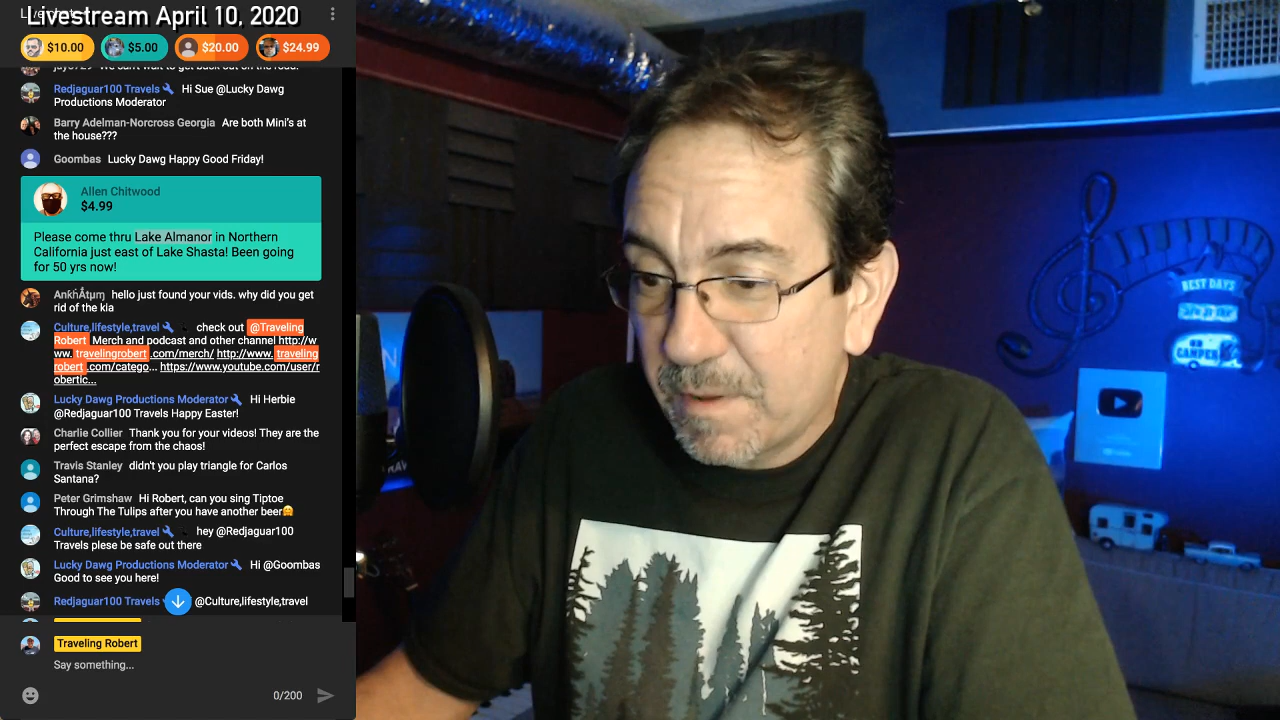 Livestream April 10, 2020
$10.00 $5.00 $20.00 $24.99
Redjaguar100 Travels Hi Sue @Lucky Dawg
Productions Moderator
Barry Adelman-Norcross Georgia Are both Mini's at
the house???
Goombas Lucky Dawg Happy Good Friday!
Allen Chitwood
$4.99
Please come thru Lake Almanor in Northern
California just east of Lake Shasta! Been going
for 50 yrs now!
hello just found your vids. why did you get
rid of the kia
Culture,lifestyle,travel check out @Traveling
Robert Merch and podcast and other channel http://w
ww.travelingrobert.com/merch/ http://www.traveling
robert.com/catego... https://www.youtube.com/user/r
obertic...
Lucky Dawg Productions Moderator Hi Herbie
@Redjaguar100 Travels Happy Easter!
Charlie Collier Thank you for your videos! They are the
perfect escape from the chaos!
Travis Stanley didn't you play triangle for Carlos
Santana?
Peter Grimshaw Hi Robert, can you sing Tiptoe
Through The Tulips after you have another beer🤗
Culture,lifestyle,travel hey @Redjaguar100
Travels plese be safe out there
Lucky Dawg Productions Moderator Hi @Goombas
Good to see you here!
Redjaguar100 Travels @Culture,lifestyle,travel
Traveling Robert
Say something...
0/200
BEST DAYS
CAMPER